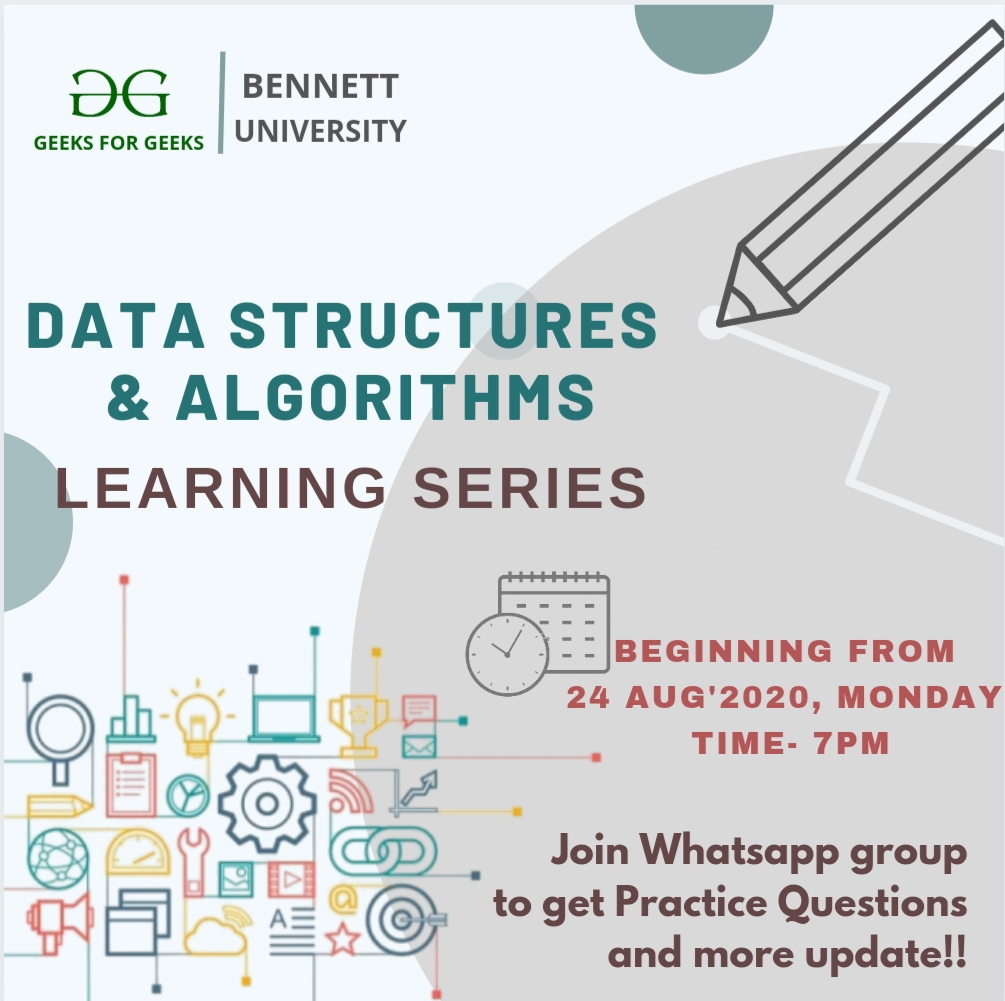 GEEKS FOR GEEKS
BENNETT
UNIVERSITY
DATA STRUCTURES
& ALGORITHMS
LEARNING SERIES
BEGINNING FROM
24 AUG'2020, MONDAY
TIME- 7PM
Join Whatsapp group
to get Practice Questions
and more update!!
@
A